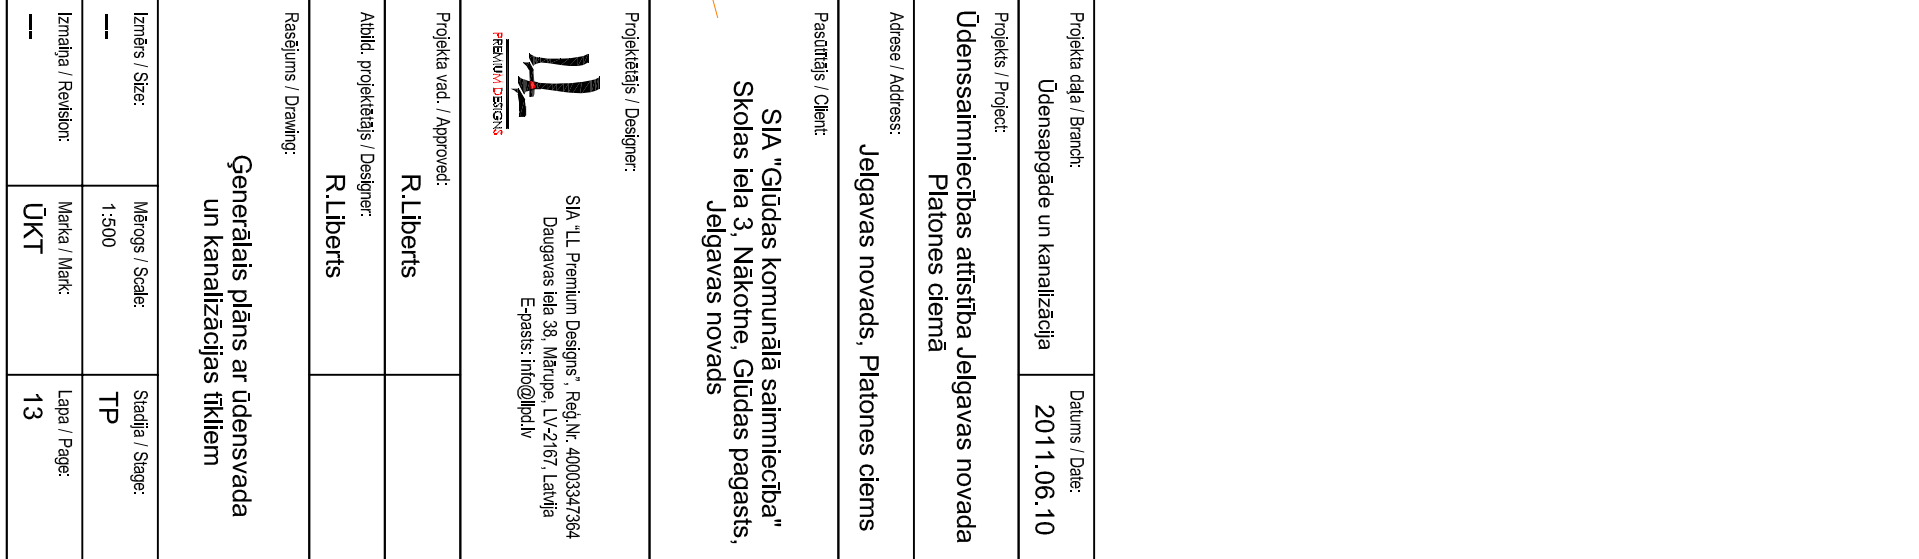 Projekta daļa / Branch:
Ūdensapgāde un kanalizācija
Datums / Date:
2011.06.10
Projekts / Project:
Ūdenssaimniecības attīstība Jelgavas novada
Platones ciemā
Adrese / Address:
Jelgavas novads, Platones ciems
Pasūtītājs / Client:
SIA "Glūdas komunālā saimniecība"
Skolas iela 3, Nākotne, Glūdas pagasts,
Jelgavas novads
Projektētājs / Designer:
PREMIUM DESIGNS
SIA “LL Premium Designs”, Reģ.Nr. 40003347364
Daugavas iela 38, Mārupe, LV-2167, Latvija
E-pasts: info@llpd.lv
Projekta vad. / Approved:
R.Liberts
Atbild. projektētājs / Designer:
R.Liberts
Rasējums / Drawing:
Ģenerālais plāns ar ūdensvada
un kanalizācijas tīkliem
Izmērs / Size:
---
Mērogs / Scale:
1:500
Stadija / Stage:
TP
Izmaiņa / Revision:
---
Marka / Mark:
ŪKT
Lapa / Page:
13